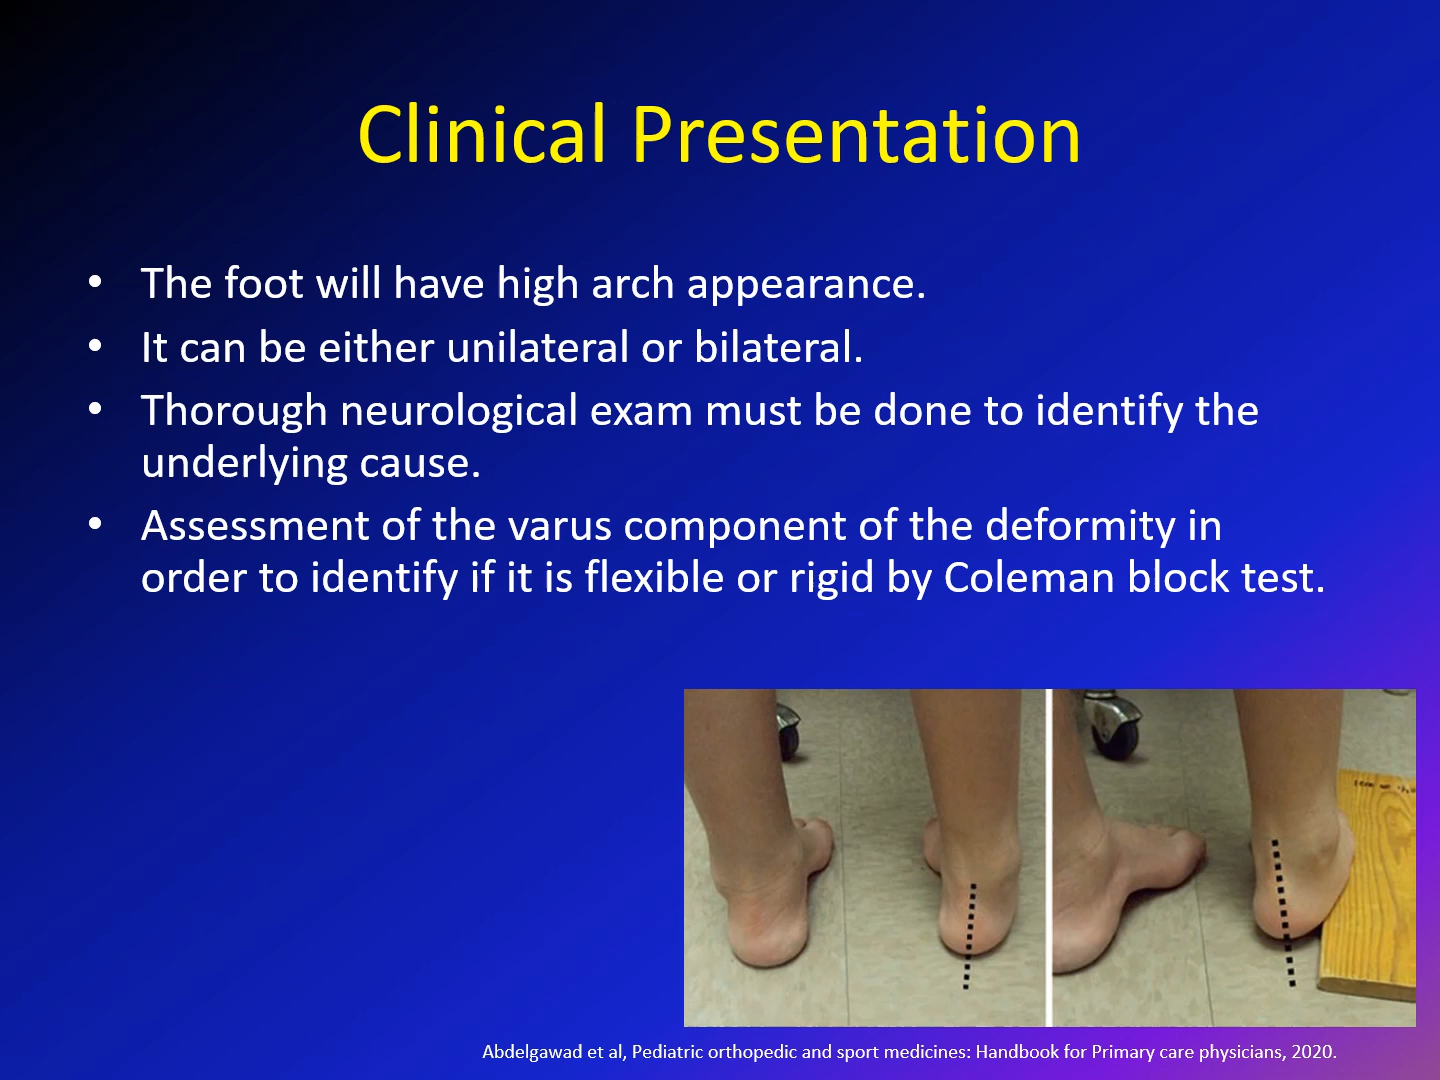 Clinical Presentation
• The foot will have high arch appearance.
• It can be either unilateral or bilateral.
• Thorough neurological exam must be done to identify the
underlying cause.
• Assessment of the varus component of the deformity in
order to identify if it is flexible or rigid by Coleman block test.
Abdelgawad et al, Pediatric orthopedic and sport medicines: Handbook for Primary care physicians, 2020.